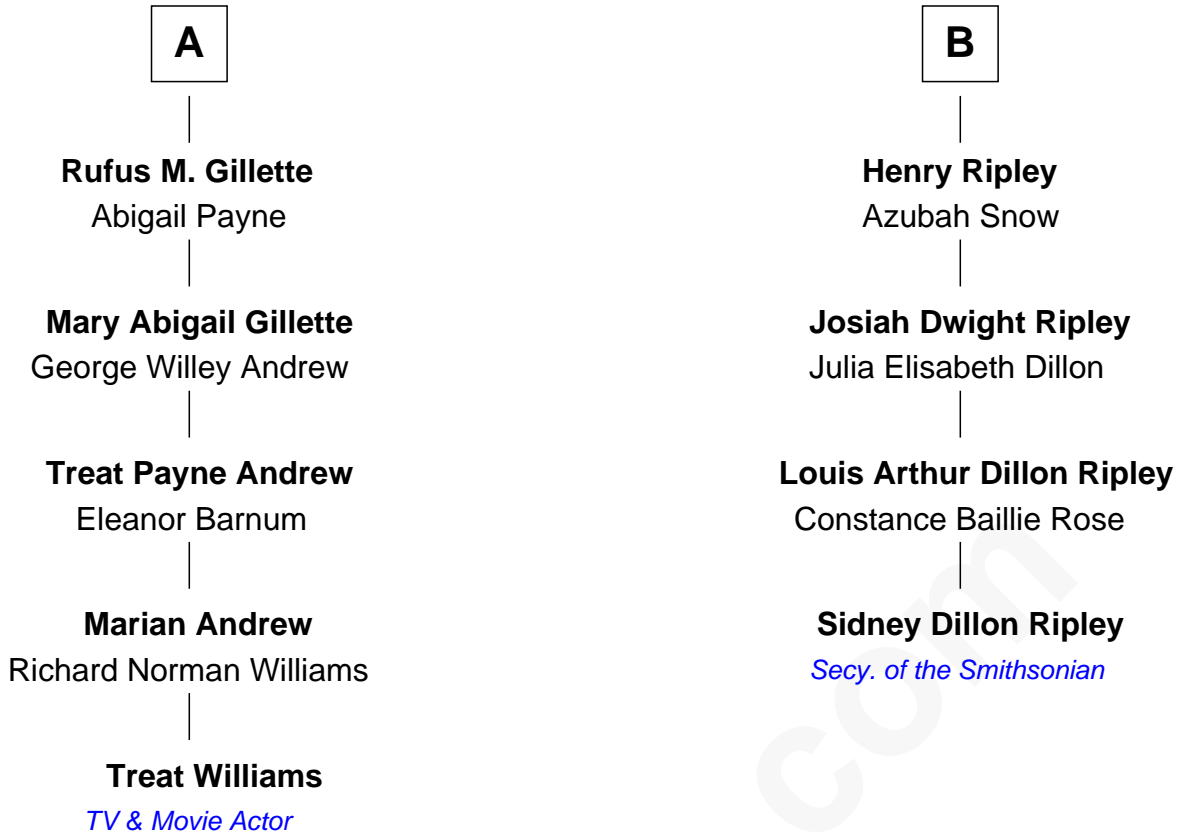 A
Rufus M. Gillette
Abigail Payne
Mary Abigail Gillette
George Willey Andrew
Treat Payne Andrew
Eleanor Barnum
Marian Andrew
Richard Norman Williams
Treat Williams
TV & Movie Actor
B
Henry Ripley
Azubah Snow
Josiah Dwight Ripley
Julia Elisabeth Dillon
Louis Arthur Dillon Ripley
Constance Baillie Rose
Sidney Dillon Ripley
Secy. of the Smithsonian
com